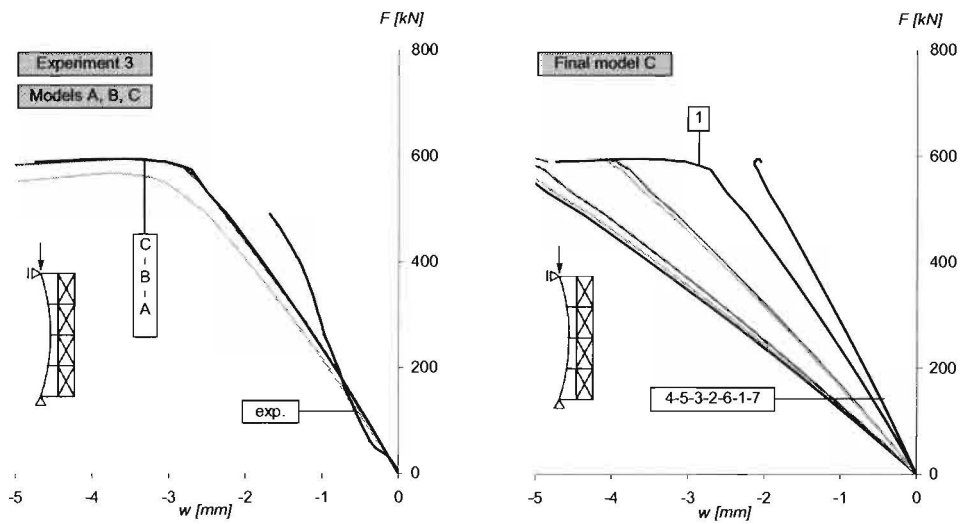 F [kN]
800
Experiment 3
Models A, B, C
600
C
–
B
–
A
400
200
exp.
0
-5 -4 -3 -2 -1 0
w [mm]
F [kN]
800
Final model C
1
600
400
4-5-3-2-6-1-7
200
0
-5 -4 -3 -2 -1 0
w [mm]